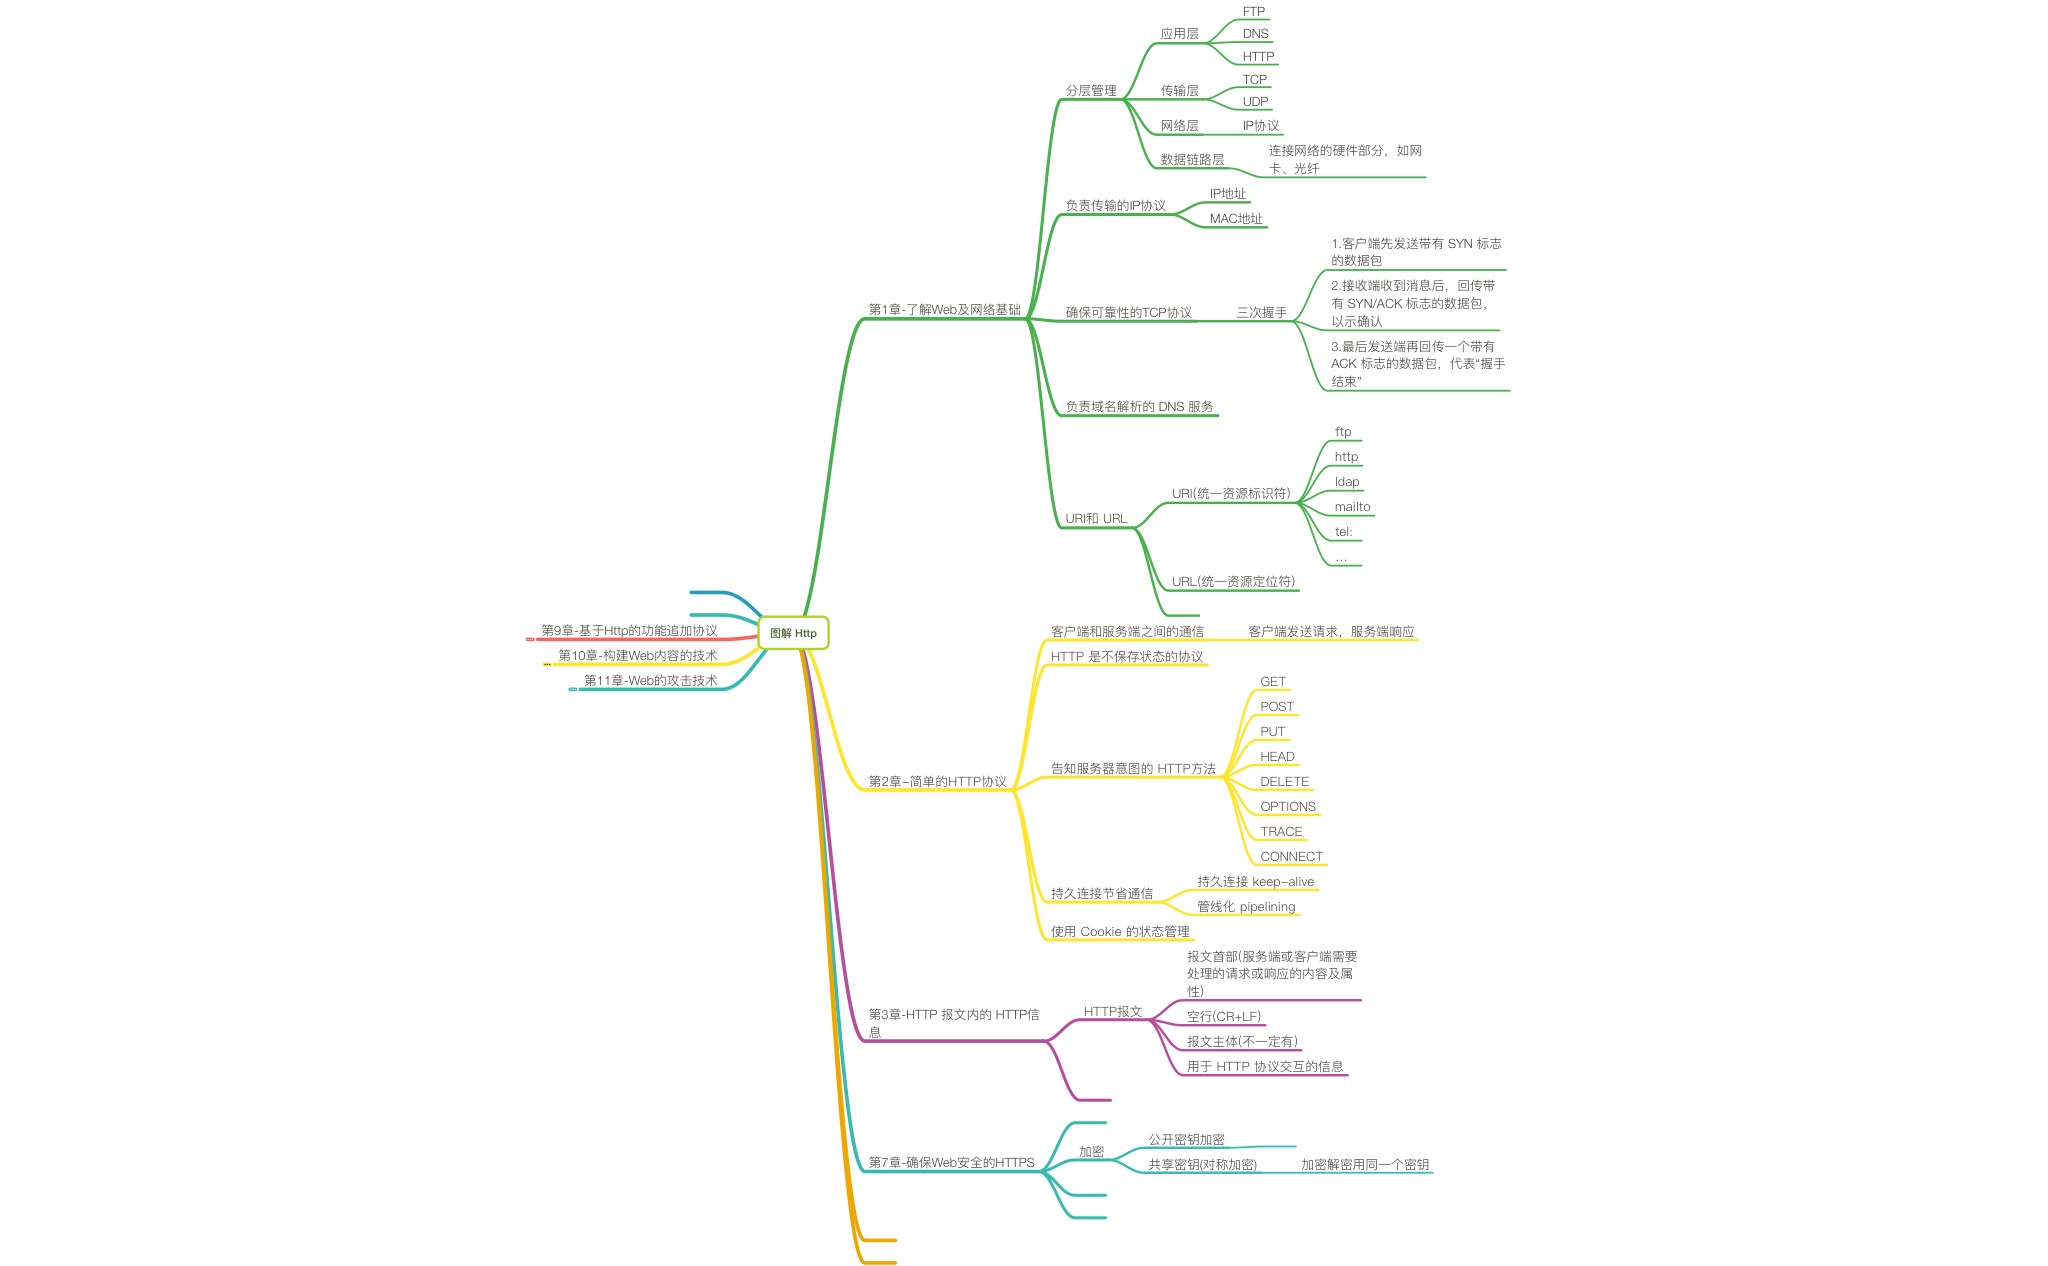 图解 Http
第1章-了解Web及网络基础
分层管理
应用层
FTP
DNS
HTTP
传输层
TCP
UDP
网络层
IP协议
数据链路层
连接网络的硬件部分，如网
卡、光纤
负责传输的IP协议
IP地址
MAC地址
确保可靠性的TCP协议
三次握手
1.客户端先发送带有 SYN 标志
的数据包
2.接收端收到消息后，回传带
有 SYN/ACK 标志的数据包，
以示确认
3.最后发送端再回传一个带有
ACK 标志的数据包，代表“握手
结束”
负责域名解析的 DNS 服务
URI和 URL
URI(统一资源标识符)
ftp
http
ldap
mailto
tel:
...
URL(统一资源定位符)
第2章-简单的HTTP协议
客户端和服务端之间的通信
客户端发送请求，服务端响应
HTTP 是不保存状态的协议
告知服务器意图的 HTTP方法
GET
POST
PUT
HEAD
DELETE
OPTIONS
TRACE
CONNECT
持久连接节省通信
持久连接 keep-alive
管线化 pipelining
使用 Cookie 的状态管理
第3章-HTTP 报文内的 HTTP信
息
HTTP报文
报文首部(服务端或客户端需要
处理的请求或响应的内容及属
性)
空行(CR+LF)
报文主体(不一定有)
用于 HTTP 协议交互的信息
第7章-确保Web安全的HTTPS
加密
公开密钥加密
共享密钥(对称加密)
加密解密用同一个密钥
第9章-基于Http的功能追加协议
第10章-构建Web内容的技术
第11章-Web的攻击技术